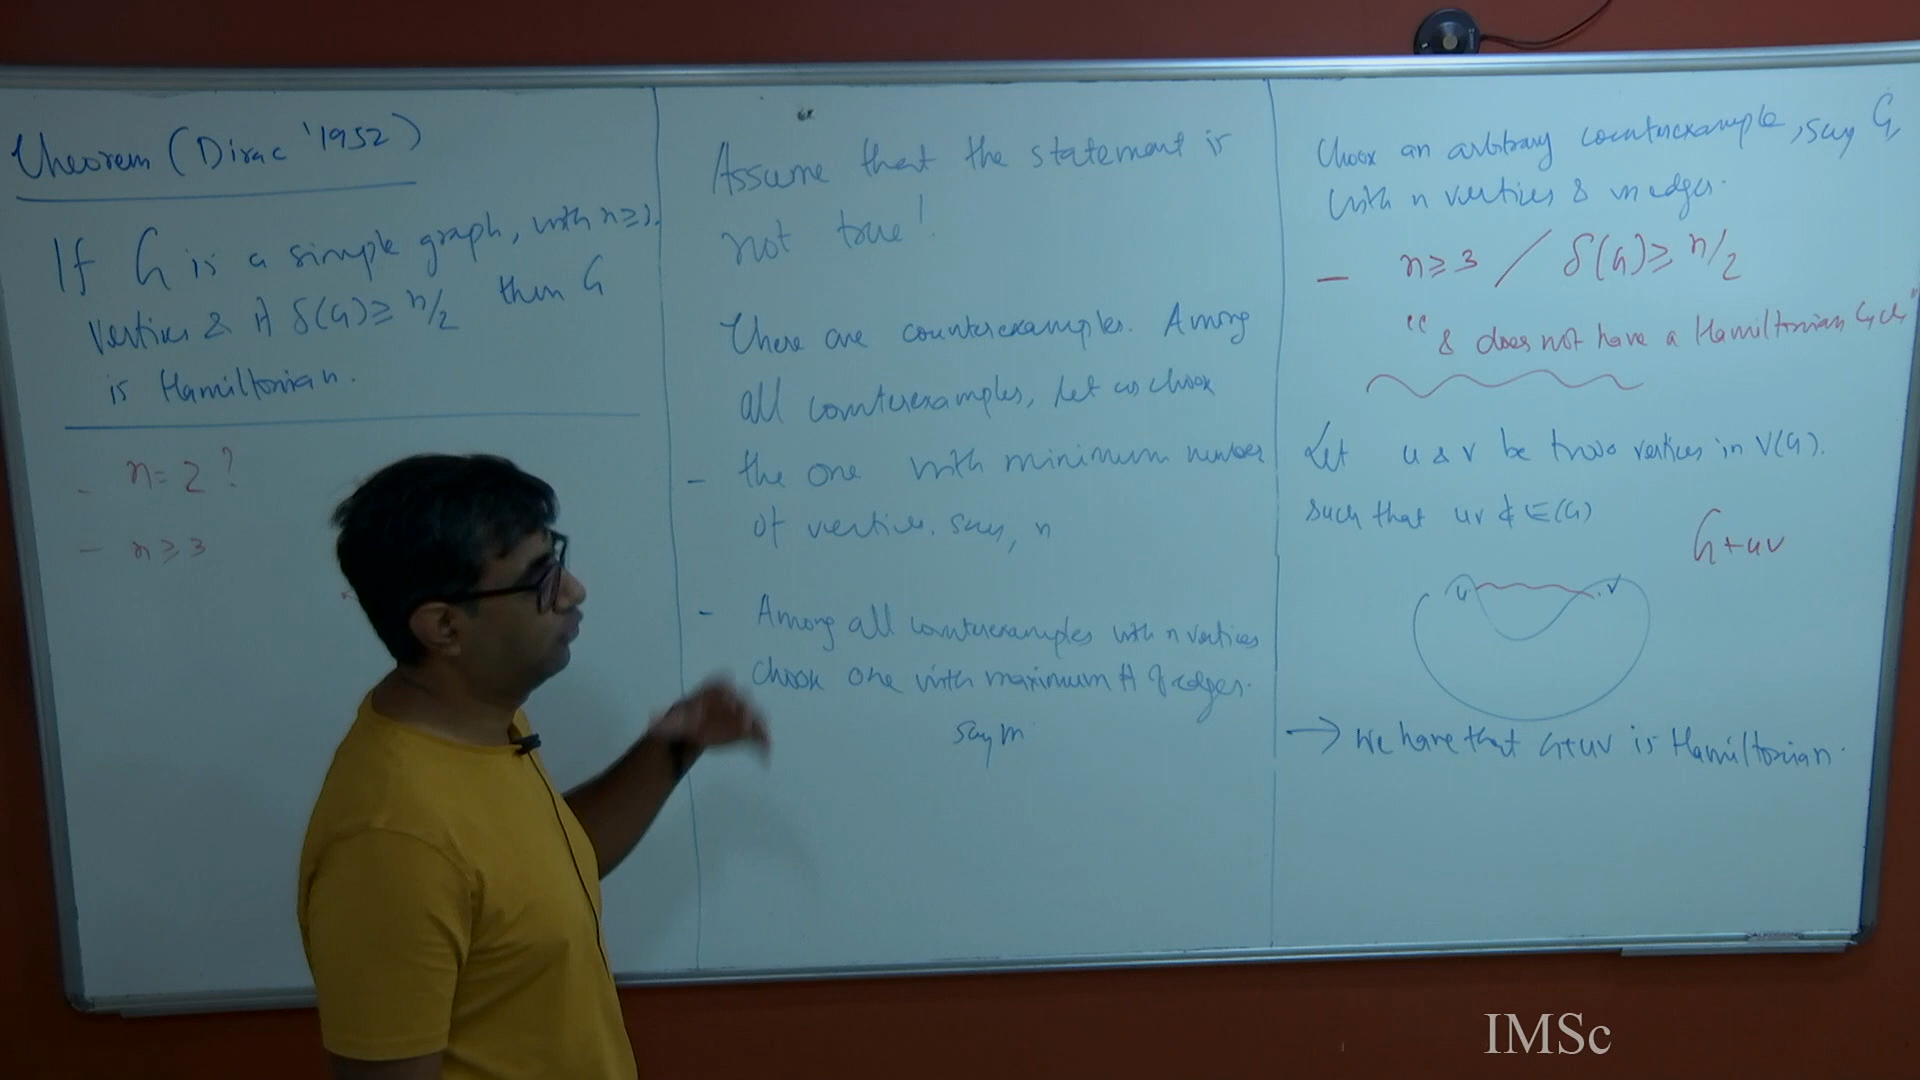 Theorem (Dirac '1952)
If G is a simple graph, with n≥3
vertices & if δ(G) ≥ n/2 then G
is Hamiltonian.
- n=2?
- n≥3
Assume that the statement is
not true!
There are counterexamples. Among
all counterexamples, let us choose
- the one with minimum number
of vertices. say, n
- Among all counterexamples with n vertices
choose one with maximum # of edges.
say m
Choose an arbitrary counterexample, say G,
with n vertices & m edges.
- n≥3 / δ(G) ≥ n/2
"& does not have a Hamiltonian Cycle"
Let u & v be two vertices in V(G).
such that uv ∉ E(G)
G+uv
u v
→ We have that G+uv is Hamiltonian.
IMSc